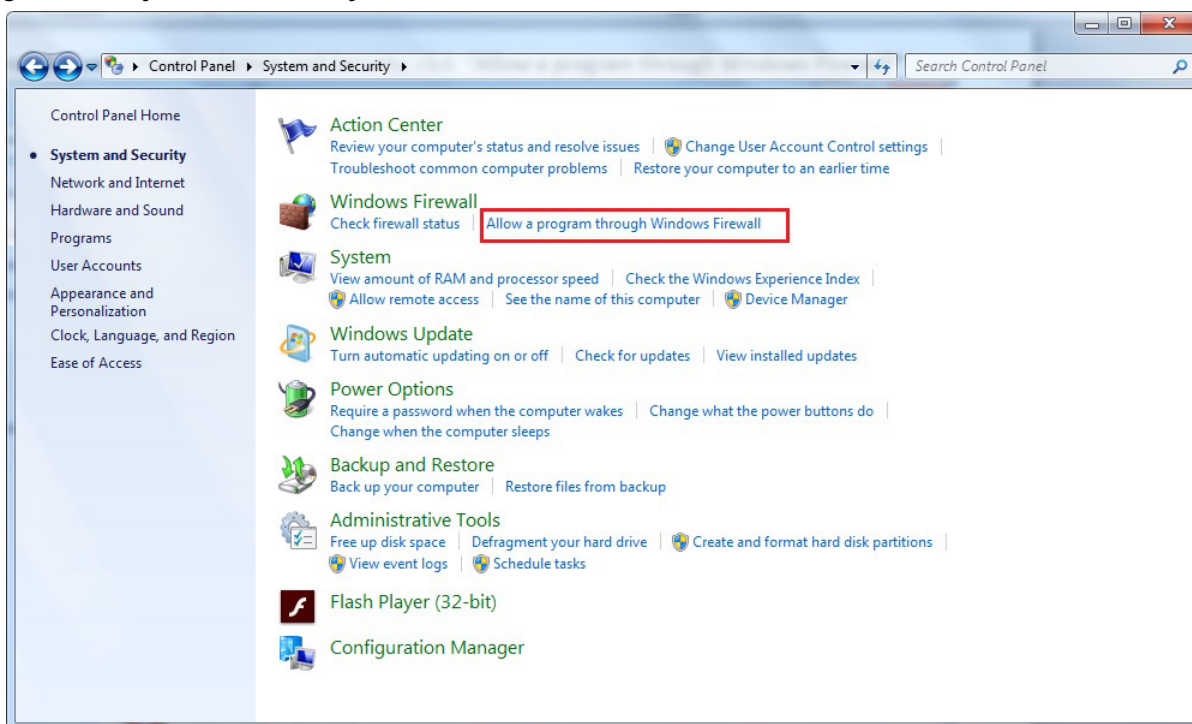 Control Panel ▸ System and Security ▸
Search Control Panel
Control Panel Home
System and Security
Network and Internet
Hardware and Sound
Programs
User Accounts
Appearance and
Personalization
Clock, Language, and Region
Ease of Access
Action Center
Review your computer's status and resolve issues
Change User Account Control settings
Troubleshoot common computer problems
Restore your computer to an earlier time
Windows Firewall
Check firewall status
Allow a program through Windows Firewall
System
View amount of RAM and processor speed
Check the Windows Experience Index
Allow remote access
See the name of this computer
Device Manager
Windows Update
Turn automatic updating on or off
Check for updates
View installed updates
Power Options
Require a password when the computer wakes
Change what the power buttons do
Change when the computer sleeps
Backup and Restore
Back up your computer
Restore files from backup
Administrative Tools
Free up disk space
Defragment your hard drive
Create and format hard disk partitions
View event logs
Schedule tasks
Flash Player (32-bit)
Configuration Manager